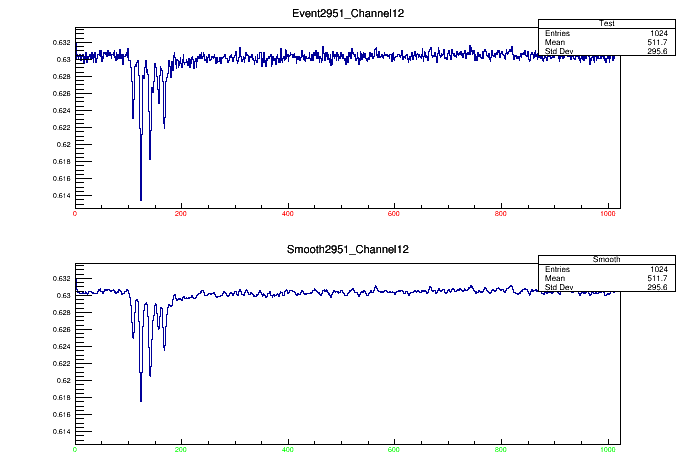 Event2951_Channel12
Test
Entries 1024
Mean 511.7
Std Dev 295.6
0.632
0.63
0.628
0.626
0.624
0.622
0.62
0.618
0.616
0.614
0 200 400 600 800 1000
Smooth2951_Channel12
Smooth
Entries 1024
Mean 511.7
Std Dev 295.6
0.632
0.63
0.628
0.626
0.624
0.622
0.62
0.618
0.616
0.614
0 200 400 600 800 1000